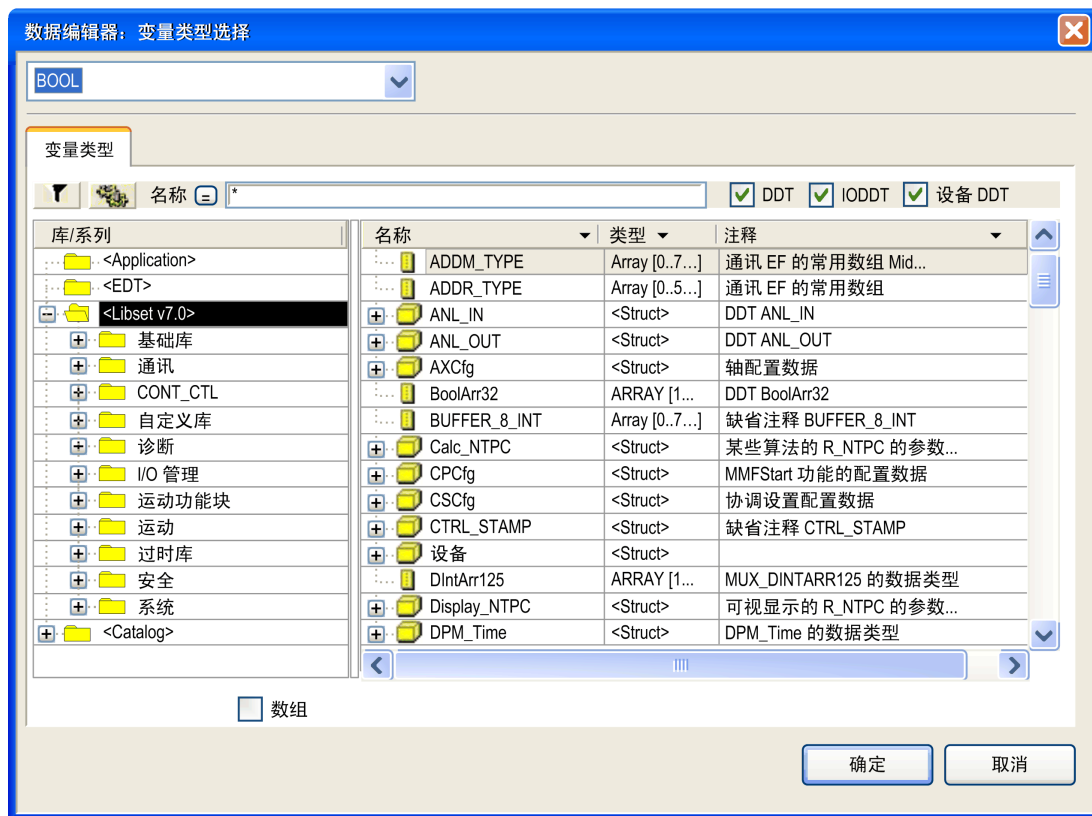 数据编辑器：变量类型选择
BOOL
变量类型
名称 = * DDT IODDT 设备 DDT
库/系列
<Application>
<EDT>
<Libset v7.0>
基础库
通讯
CONT_CTL
自定义库
诊断
I/O 管理
运动功能块
运动
过时库
安全
系统
<Catalog>
名称 类型 注释
ADDM_TYPE Array [0..7…] 通讯 EF 的常用数组 Mid...
ADDR_TYPE Array [0..5…] 通讯 EF 的常用数组
ANL_IN <Struct> DDT ANL_IN
ANL_OUT <Struct> DDT ANL_OUT
AXCfg <Struct> 轴配置数据
BoolArr32 ARRAY [1... DDT BoolArr32
BUFFER_8_INT Array [0..7…] 缺省注释 BUFFER_8_INT
Calc_NTPC <Struct> 某些算法的 R_NTPC 的参数...
CPCfg <Struct> MMFStart 功能的配置数据
CSCfg <Struct> 协调设置配置数据
CTRL_STAMP <Struct> 缺省注释 CTRL_STAMP
设备 <Struct>
DIntArr125 ARRAY [1... MUX_DINTARR125 的数据类型
Display_NTPC <Struct> 可视显示的 R_NTPC 的参数...
DPM_Time <Struct> DPM_Time 的数据类型
数组
确定 取消